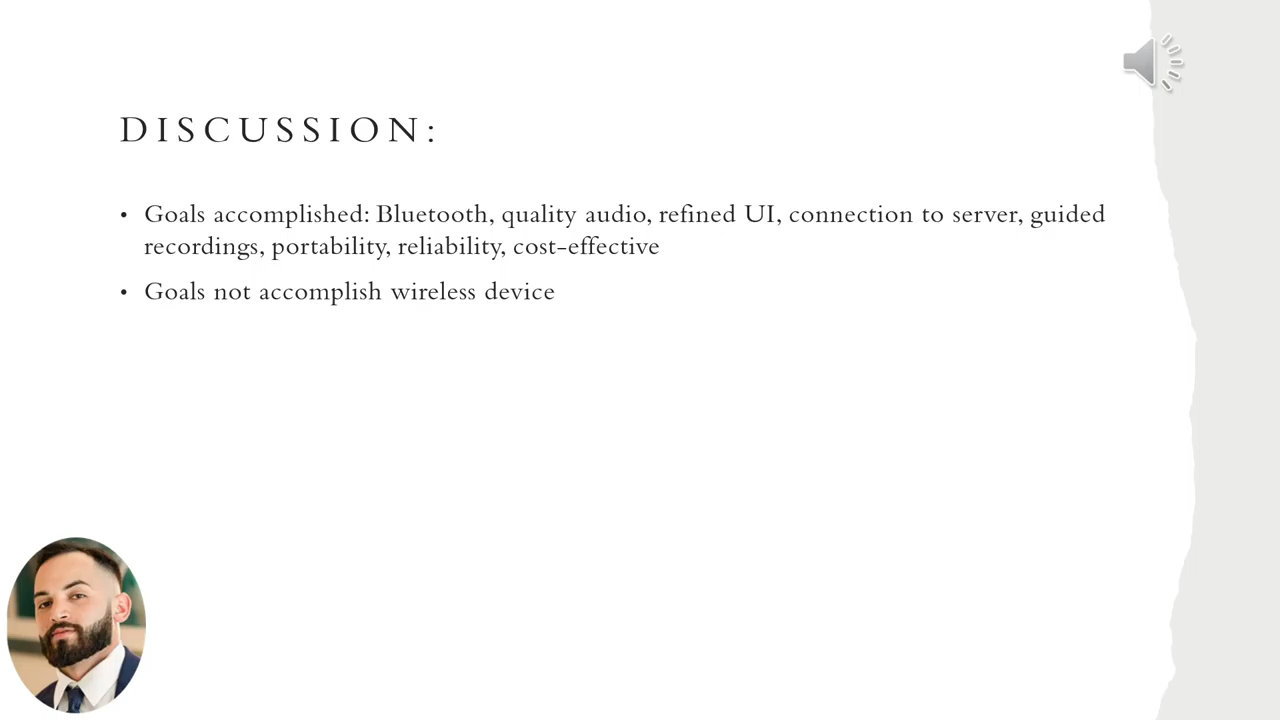 DISCUSSION:
• Goals accomplished: Bluetooth, quality audio, refined UI, connection to server, guided
recordings, portability, reliability, cost-effective
• Goals not accomplish wireless device